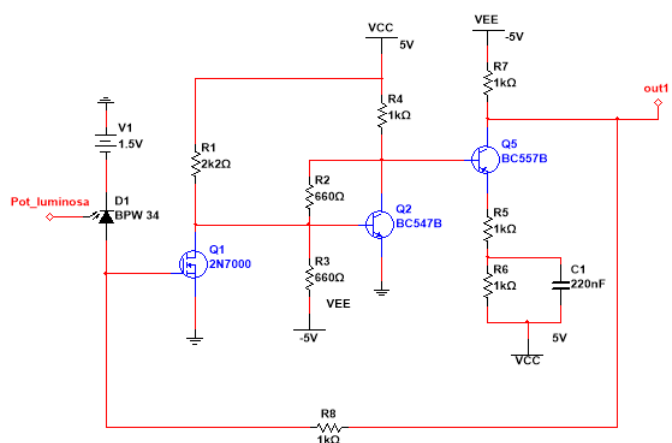 VCC
5V
VEE
-5V
R7
1kΩ
out1
V1
1.5V
R4
1kΩ
R1
2k2Ω
Q5
BC557B
Pot_luminosa
D1
BPW 34
R2
660Ω
Q2
BC547B
R5
1kΩ
Q1
2N7000
R3
660Ω
R6
1kΩ
C1
220nF
VEE
-5V
5V
VCC
R8
1kΩ